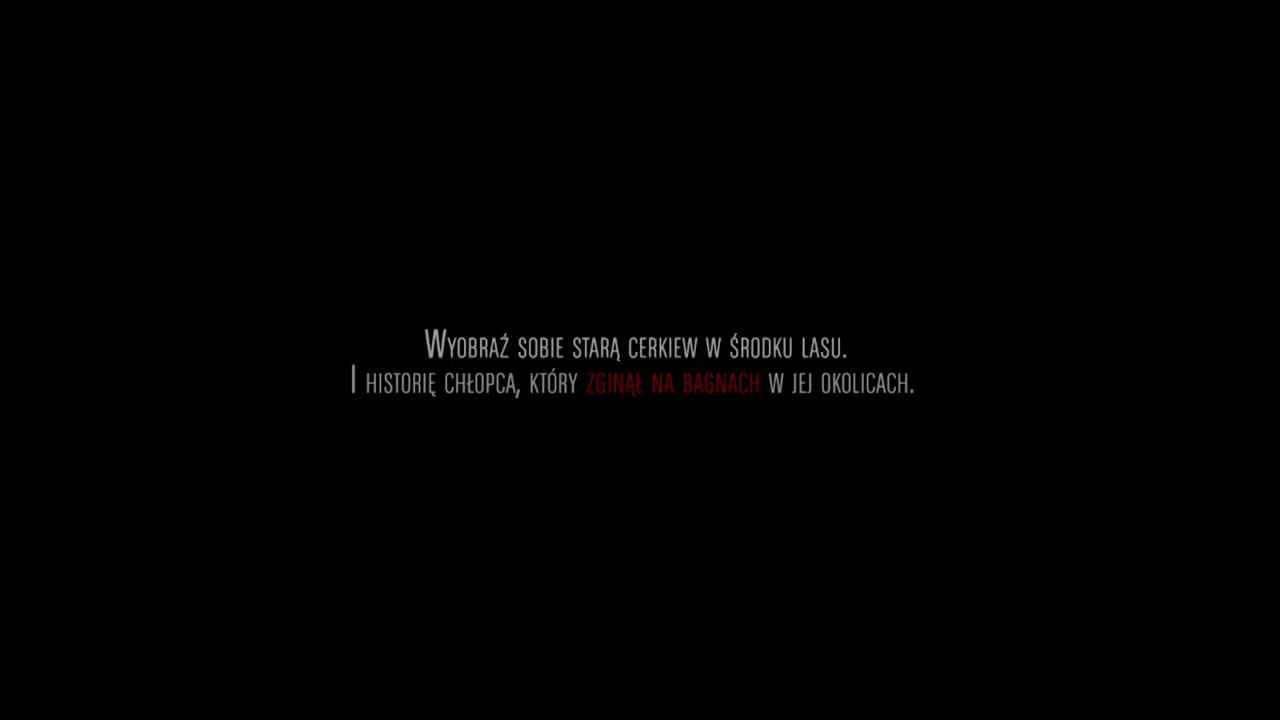 Wyobraź sobie starą cerkiew w środku lasu.
I historię chłopca, który zginął na bagnach w jej okolicach.